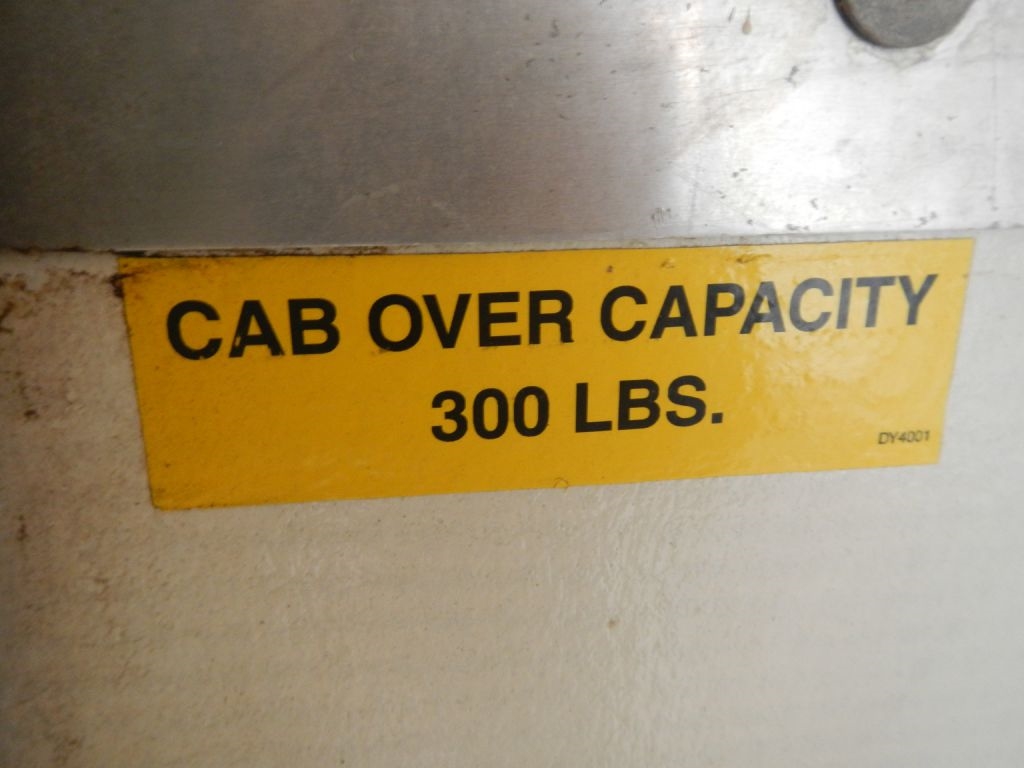 CAB OVER CAPACITY
300 LBS.
DY4001